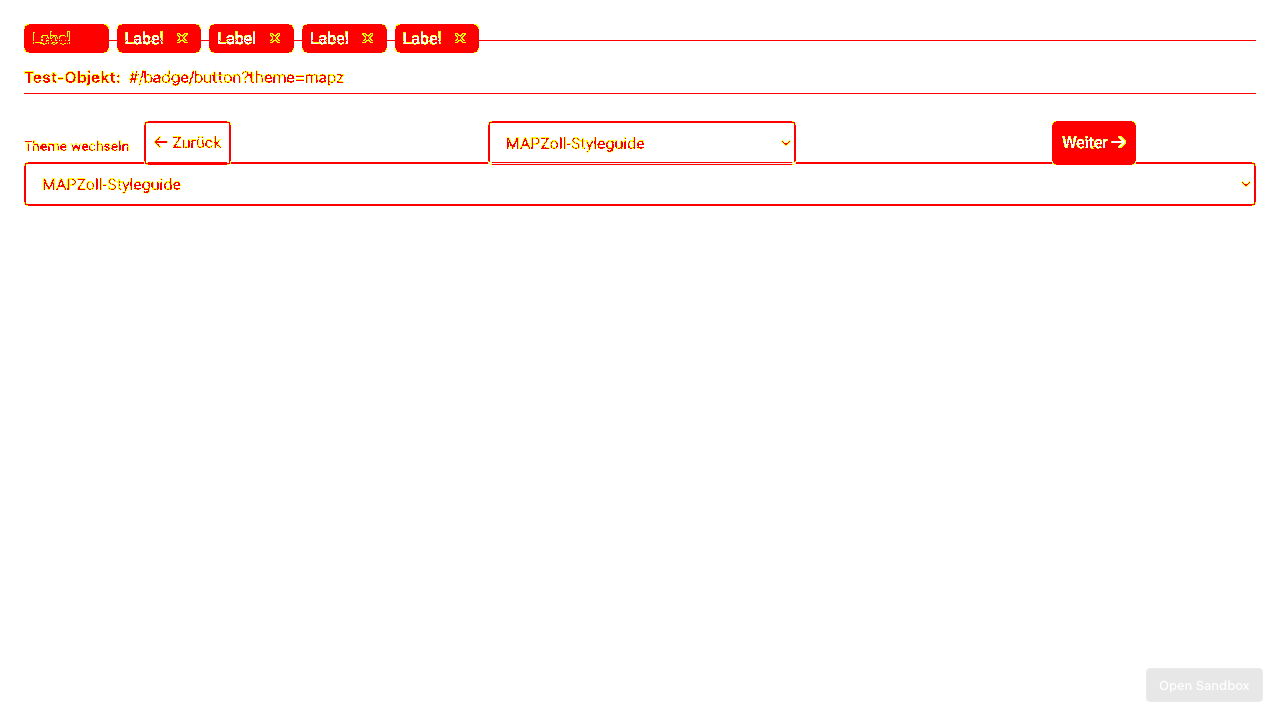 Label Label Label Label Label
Test-Objekt: #/badge/button?theme=mapz
Theme wechseln ← Zurück MAPZoll-Styleguide Weiter →
MAPZoll-Styleguide
Open Sandbox